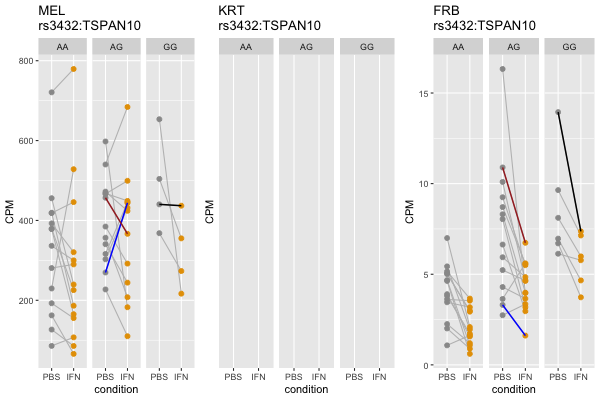 MEL
rs3432:TSPAN10
AA AG GG
CPM
800
600
400
200
PBS IFN PBS IFN PBS IFN
condition
KRT
rs3432:TSPAN10
AA AG GG
CPM
PBS IFN PBS IFN PBS IFN
condition
FRB
rs3432:TSPAN10
AA AG GG
CPM
15
10
5
0
PBS IFN PBS IFN PBS IFN
condition